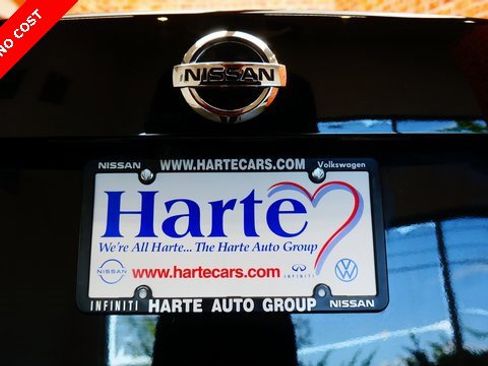 NO COST
NISSAN
NISSAN WWW.HARTECARS.COM Volkswagen
Harte
We're All Harte... The Harte Auto Group
NISSAN www.hartecars.com INFINITI
INFINITI HARTE AUTO GROUP NISSAN